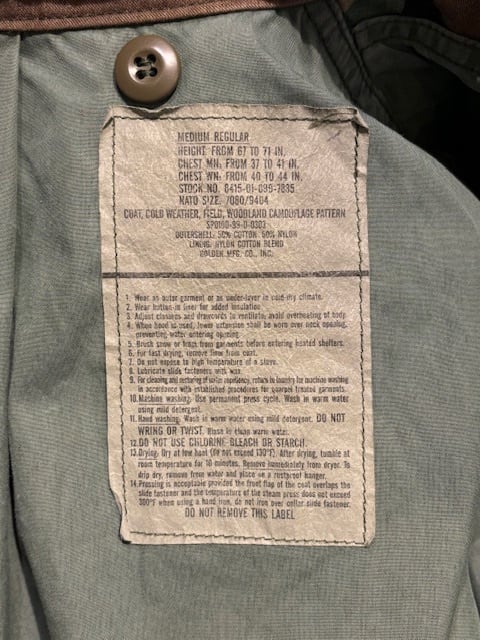 MEDIUM REGULAR
HEIGHT: FROM 67 TO 71 IN.
CHEST MN: FROM 37 TO 41 IN.
CHEST WN: FROM 40 TO 44 IN.
STOCK NO. 8415-01-099-7835
NATO SIZE: 7080/9404
COAT, COLD WEATHER, FIELD, WOODLAND CAMOUFLAGE PATTERN
SPO100-99-D-0303
OUTERSHELL: 50% COTTON 50% NYLON
LINING: NYLON COTTON BLEND
GOLDEN MFG. CO., INC.
1. Wear as outer garment or as under-layer in cold-dry climate.
2. Wear button-in liner for added insulation.
3. Adjust closures and drawcords to ventilate; avoid overheating of body.
4. When hood is used, lower extension shall be worn over neck opening,
preventing water entering opening.
5. Brush snow or frost from garments before entering heated shelters.
6. For fast drying, remove liner from coat.
7. Do not expose to high temperature of a stove.
8. Lubricate slide fasteners with wax.
9. For cleaning and restoring of water repellency, return to laundry for machine washing
in accordance with established procedures for quarpel treated garments.
10. Machine washing: Use permanent press cycle. Wash in warm water
using mild detergent.
11. Hand washing: Wash in warm water using mild detergent. DO NOT
WRING OR TWIST. Rinse in clean warm water.
12. DO NOT USE CHLORINE BLEACH OR STARCH.
13. Drying: Dry at low heat (do not exceed 130°F). After drying, tumble at
room temperature for 10 minutes. Remove immediately from dryer. To
drip dry, remove from water and place on a rustproof hanger.
14. Pressing is acceptable provided the front flap of the coat overlaps the
slide fastener and the temperature of the steam press does not exceed
300°F when using a hand iron, do not iron over collar slide fastener.
DO NOT REMOVE THIS LABEL